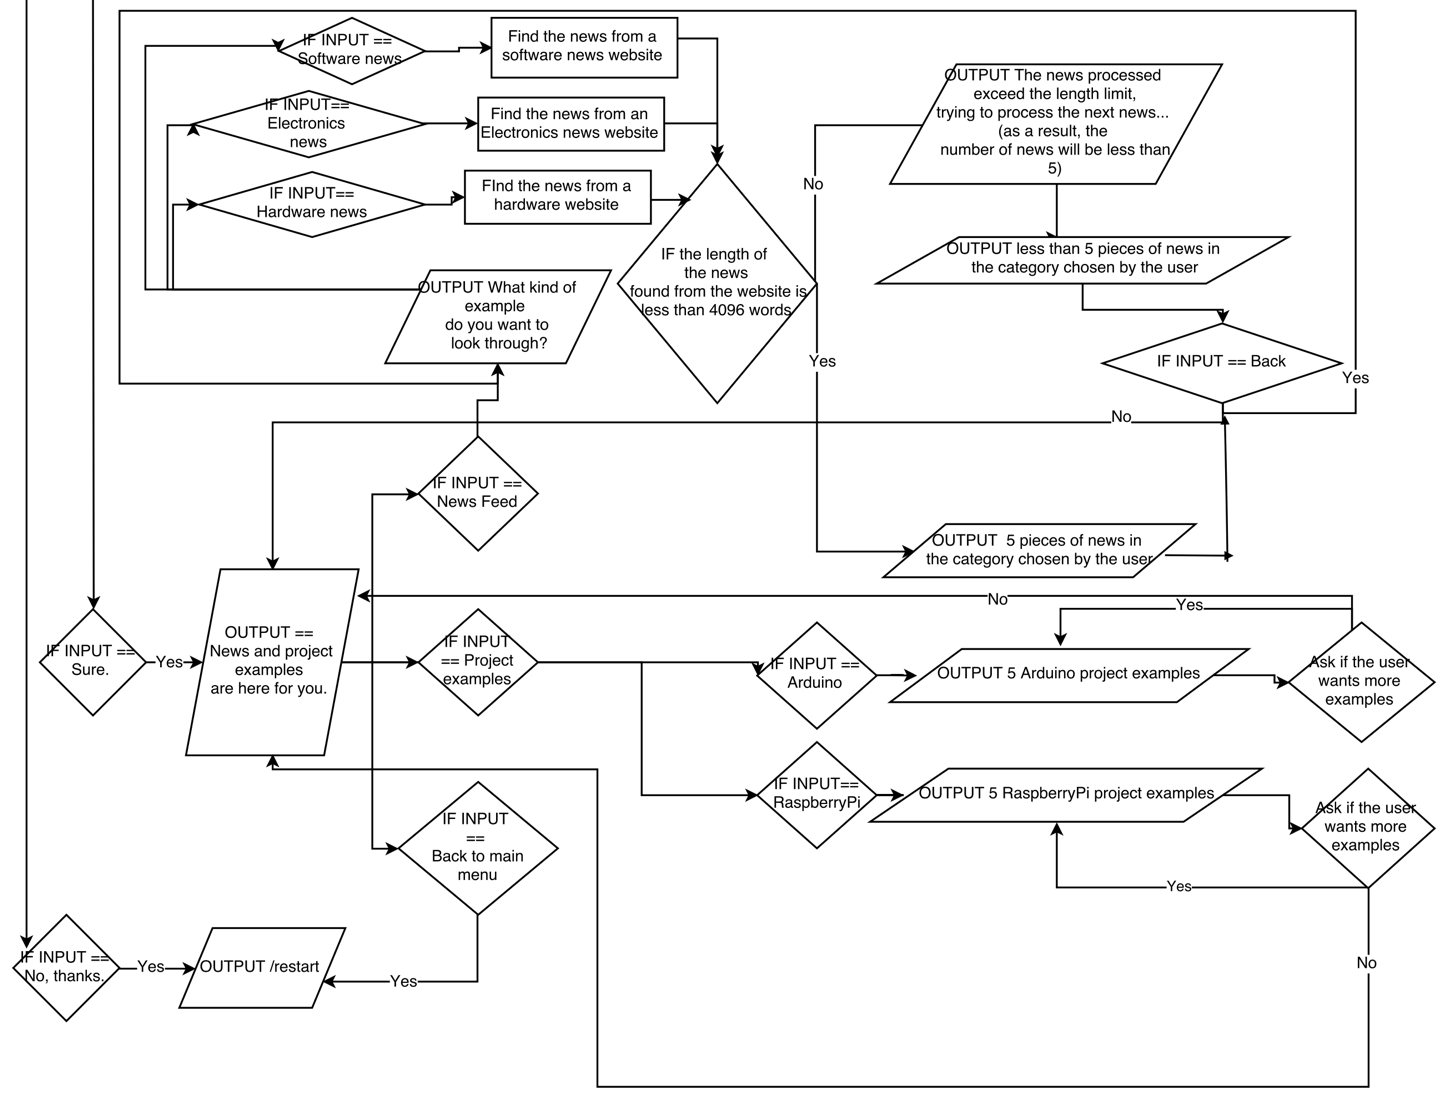 IF INPUT ==
Software news
Find the news from a
software news website
IF INPUT==
Electronics
news
Find the news from an
Electronics news website
IF INPUT==
Hardware news
FInd the news from a
hardware website
OUTPUT What kind of
example
do you want to
look through?
IF the length of
the news
found from the website is
less than 4096 words
No
Yes
OUTPUT The news processed
exceed the length limit,
trying to process the next news...
(as a result, the
number of news will be less than
5)
OUTPUT less than 5 pieces of news in
the category chosen by the user
IF INPUT == Back
Yes
No
IF INPUT ==
News Feed
OUTPUT  5 pieces of news in
the category chosen by the user
No
Yes
IF INPUT ==
Sure.
Yes
OUTPUT ==
News and project
examples
are here for you.
IF INPUT
== Project
examples
IF INPUT ==
Arduino
OUTPUT 5 Arduino project examples
Ask if the user
wants more
examples
IF INPUT==
RaspberryPi
OUTPUT 5 RaspberryPi project examples
Ask if the user
wants more
examples
Yes
No
IF INPUT
==
Back to main
menu
Yes
IF INPUT ==
No, thanks.
Yes
OUTPUT /restart